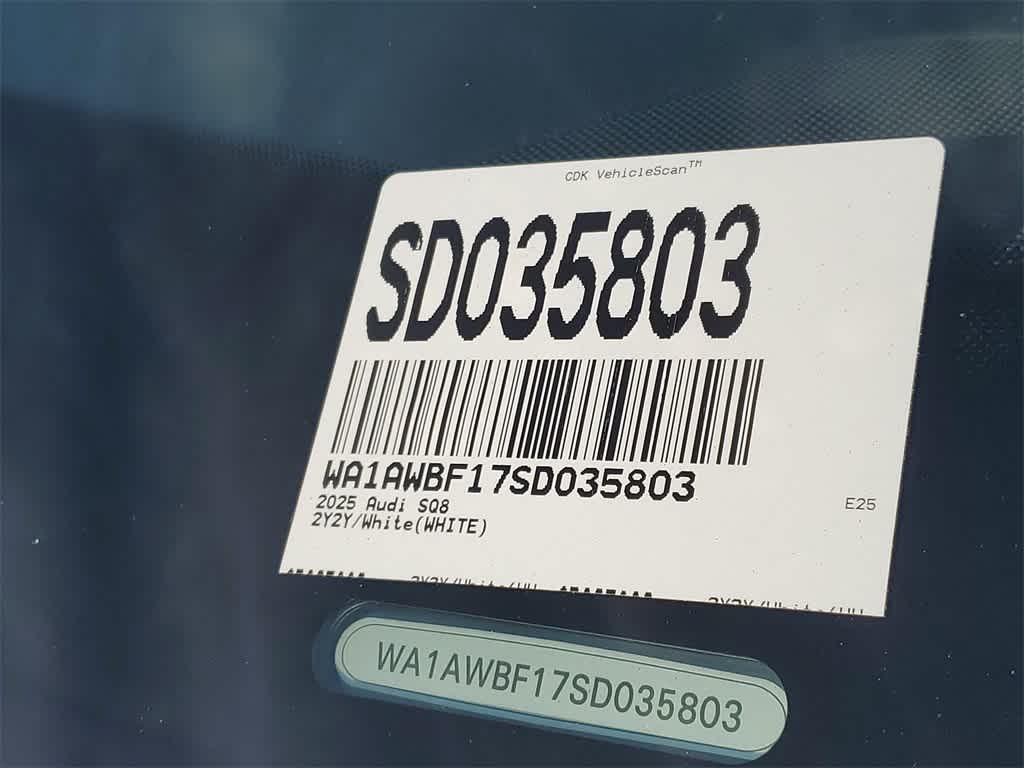 CDK VehicleScan™
SD035803
WA1AWBF17SD035803
2025 Audi SQ8
2Y2Y/White(WHITE)
E25
WA1AWBF17SD035803